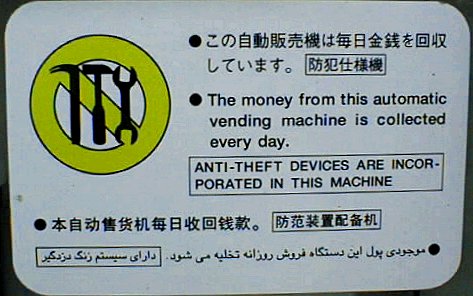 ●この自動販売機は毎日金銭を回収
しています。 防犯仕様機
● The money from this automatic
vending machine is collected
every day.
ANTI-THEFT DEVICES ARE INCOR-
PORATED IN THIS MACHINE
●本自动售货机每日收回钱款。 防范装置配备机
● موجودی پول این دستگاه فروش روزانه تخلیه می شود. دارای سیستم زنگ دزدگیر